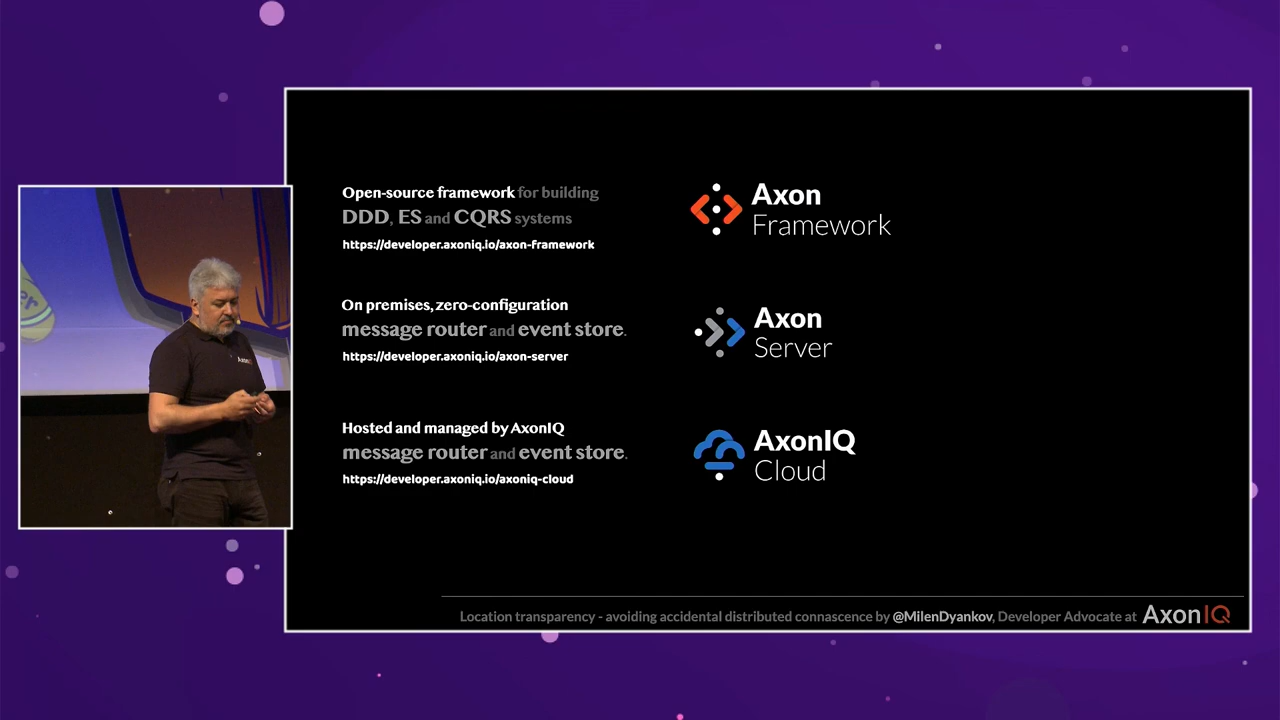 Open-source framework for building
DDD, ES and CQRS systems
https://developer.axoniq.io/axon-framework
Axon
Framework
On premises, zero-configuration
message router and event store.
https://developer.axoniq.io/axon-server
Axon
Server
Hosted and managed by AxonIQ
message router and event store.
https://developer.axoniq.io/axoniq-cloud
AxonIQ
Cloud
Location transparency - avoiding accidental distributed connascence by @MilenDyankov, Developer Advocate at AxonIQ